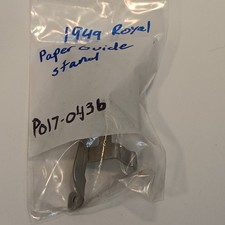 1949 Royal
Paper Guide
stand
P017-0436